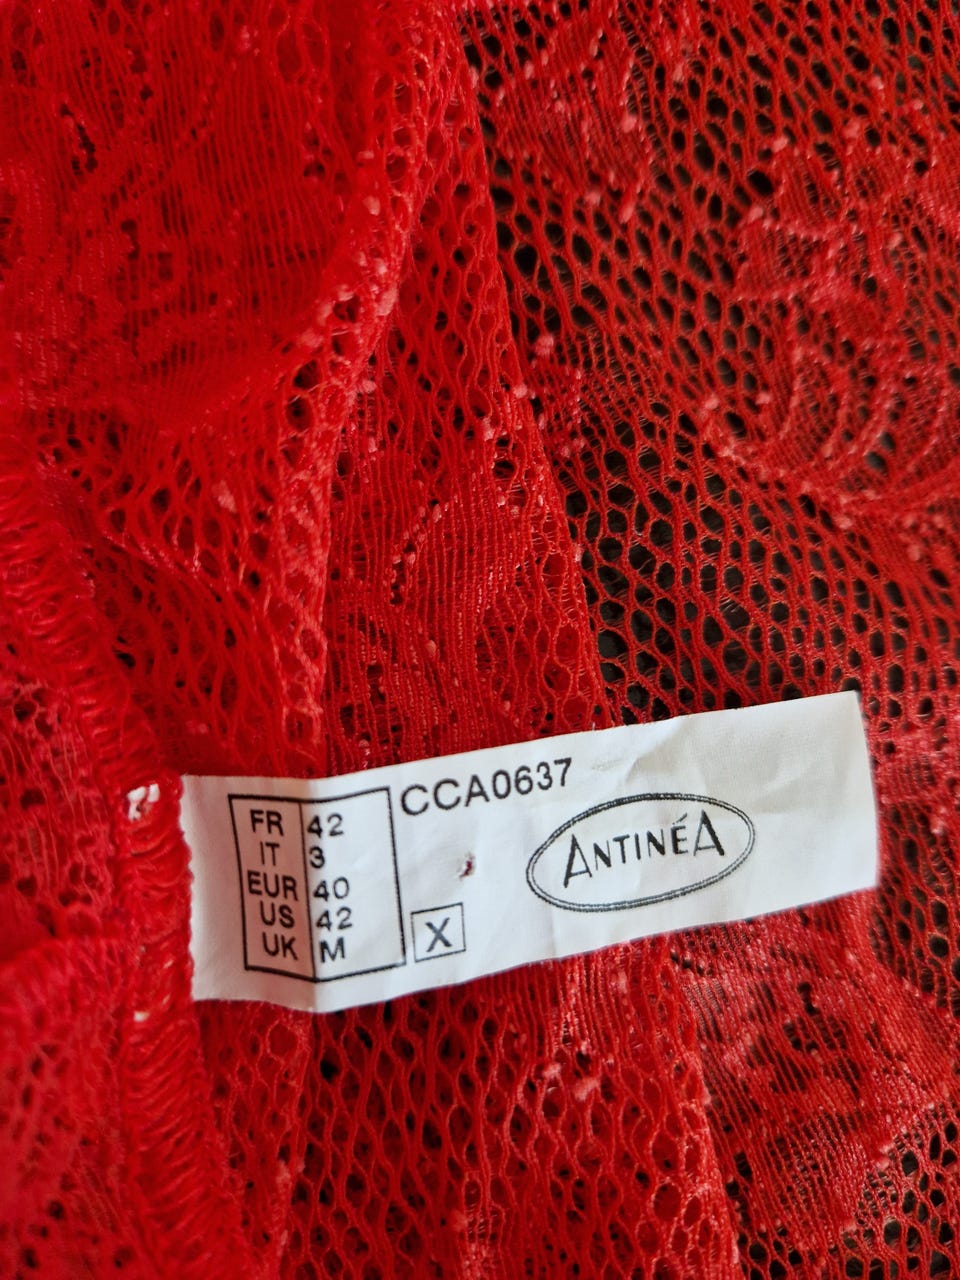 CCA0637
FR 42
IT 3
EUR 40
US 42
UK M
X
ANTINÉA